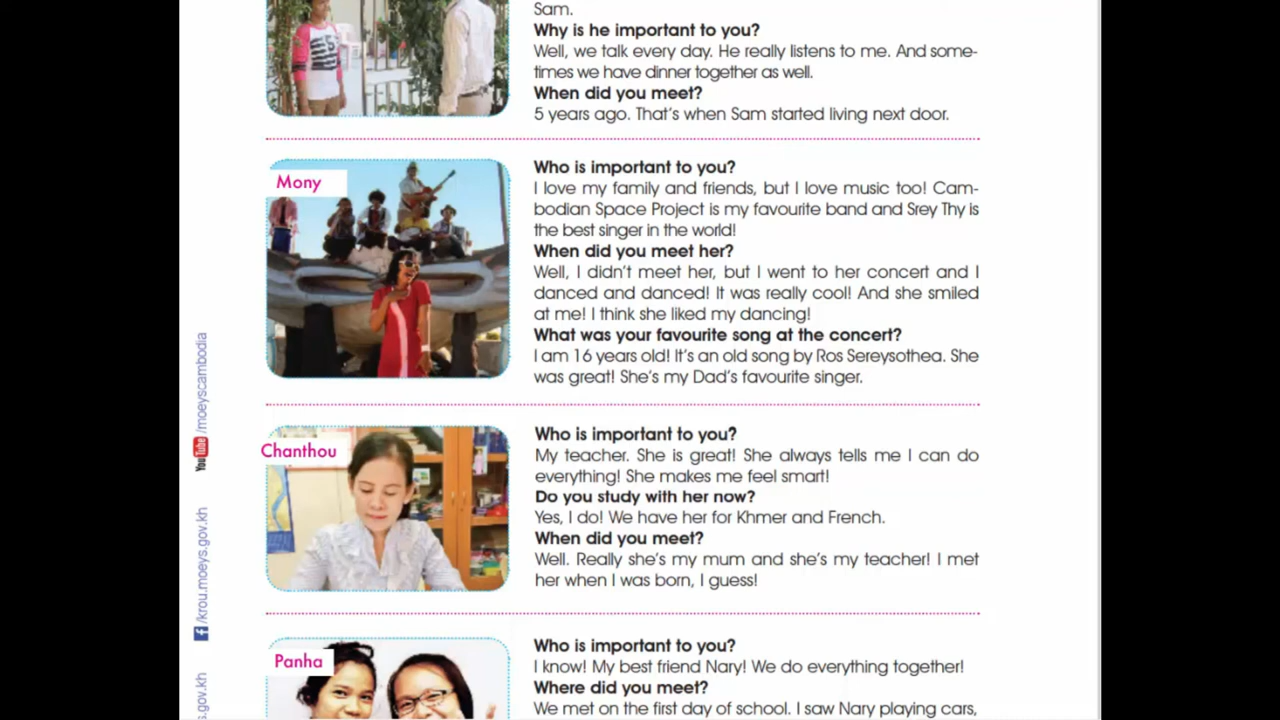 Sam.
Why is he important to you?
Well, we talk every day. He really listens to me. And some-
times we have dinner together as well.
When did you meet?
5 years ago. That's when Sam started living next door.
Mony
Who is important to you?
I love my family and friends, but I love music too! Cam-
bodian Space Project is my favourite band and Srey Thy is
the best singer in the world!
When did you meet her?
Well, I didn't meet her, but I went to her concert and I
danced and danced! It was really cool! And she smiled
at me! I think she liked my dancing!
What was your favourite song at the concert?
I am 16 years old! It's an old song by Ros Sereysothea. She
was great! She's my Dad's favourite singer.
Chanthou
Who is important to you?
My teacher. She is great! She always tells me I can do
everything! She makes me feel smart!
Do you study with her now?
Yes, I do! We have her for Khmer and French.
When did you meet?
Well. Really she's my mum and she's my teacher! I met
her when I was born, I guess!
Panha
Who is important to you?
I know! My best friend Nary! We do everything together!
Where did you meet?
We met on the first day of school. I saw Nary playing cars,
YouTube /moeyscambodia
f /krou.moeys.gov.kh
s.gov.kh